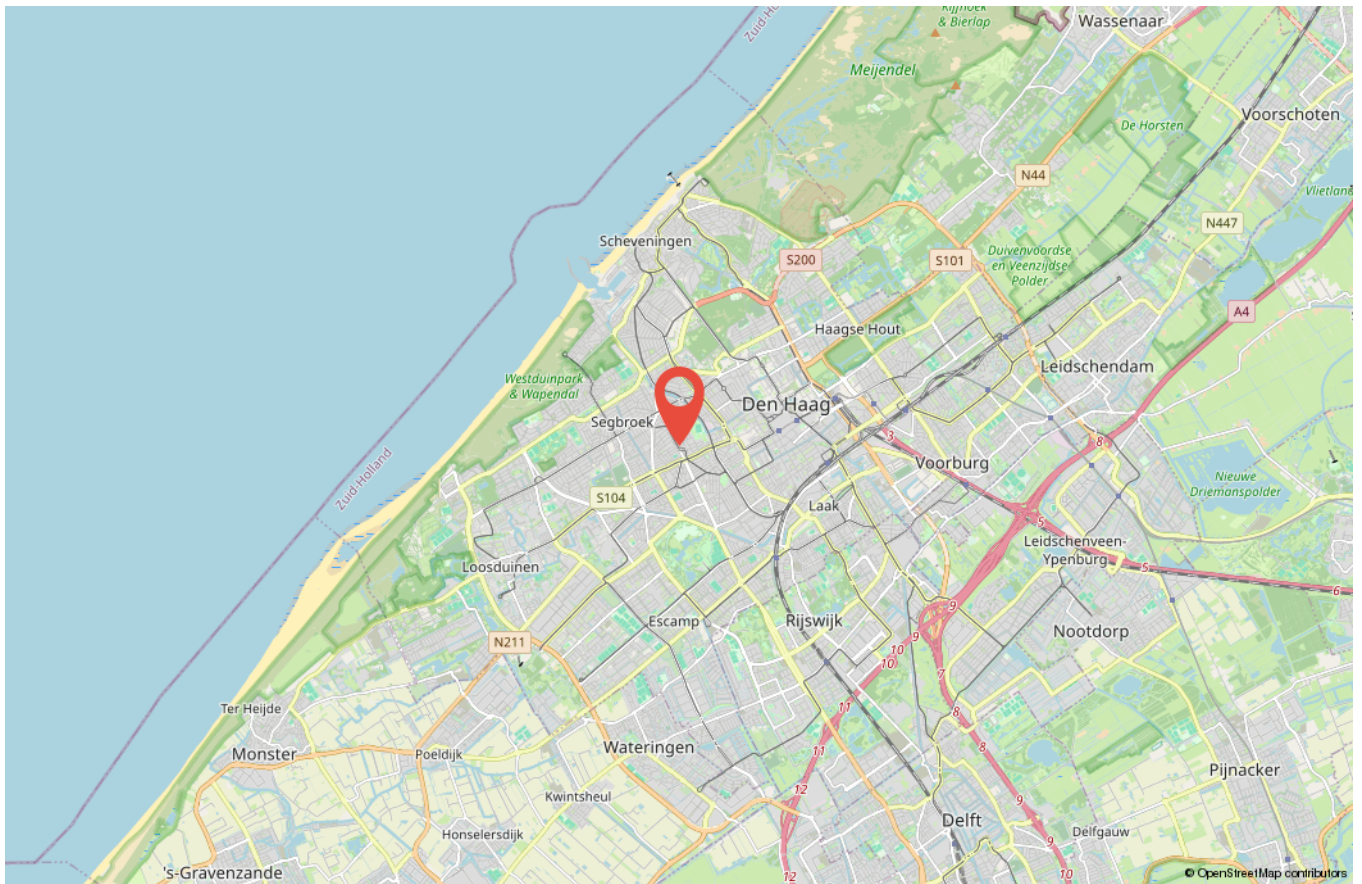 Kijfhoek
& Bierlap
Wassenaar
Zuid-Ho
Meijendel
De Horsten
Voorschoten
N44
Vlietland
N447
Scheveningen
S200
S101
Duivenvoordse
en Veenzijdse
Polder
A4
Haagse Hout
Leidschendam
Westduinpark
& Wapendal
Den Haag
Segbroek
3
8
Voorburg
Zuid-Holland
Nieuwe
Driemanspolder
S104
Laak
5
Leidschenveen-
Ypenburg
Loosduinen
5
6
9
Escamp
Rijswijk
9
Nootdorp
N211
10
10
7
Ter Heijde
11
8
Monster
Poeldijk
Wateringen
11
8
Pijnacker
12
Kwintsheul
9
12
Delft
Honselersdijk
9
Delfgauw
's-Gravenzande
10
© OpenStreetMap contributors